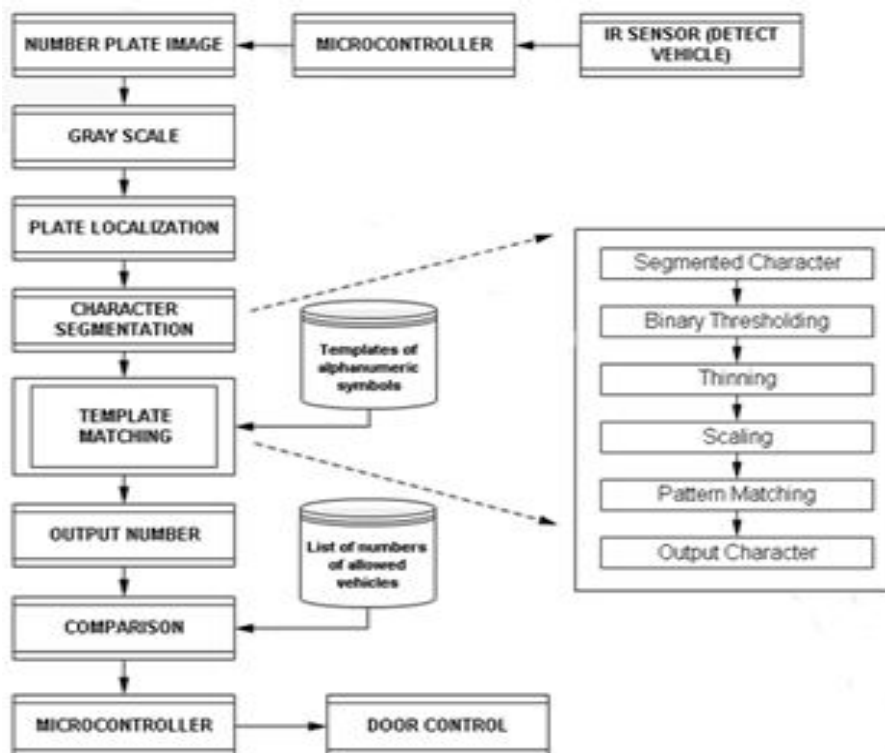 NUMBER PLATE IMAGE
MICROCONTROLLER
IR SENSOR (DETECT
VEHICLE)
GRAY SCALE
PLATE LOCALIZATION
CHARACTER
SEGMENTATION
Templates of
alphanumeric
symbols
TEMPLATE
MATCHING
OUTPUT NUMBER
List of numbers
of allowed
vehicles
COMPARISON
MICROCONTROLLER
DOOR CONTROL
Segmented Character
Binary Thresholding
Thinning
Scaling
Pattern Matching
Output Character